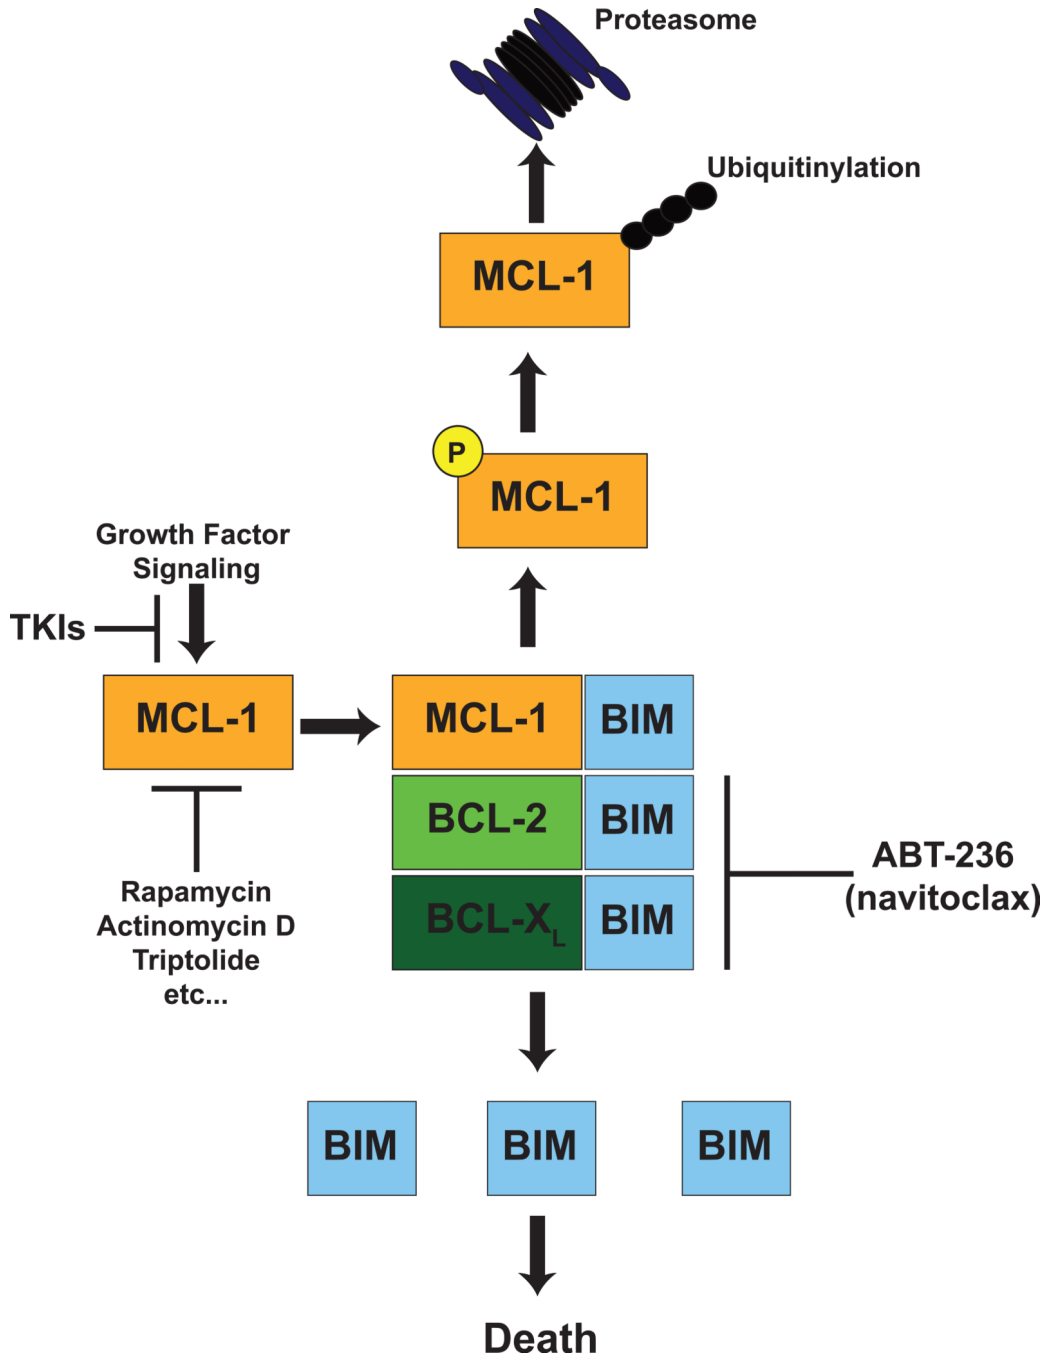 Proteasome
Ubiquitinylation
MCL-1
P
MCL-1
Growth Factor
Signaling
TKIs
MCL-1
MCL-1
BIM
BCL-2
BIM
BCL-XL
BIM
ABT-236
(navitoclax)
Rapamycin
Actinomycin D
Triptolide
etc...
BIM
BIM
BIM
Death